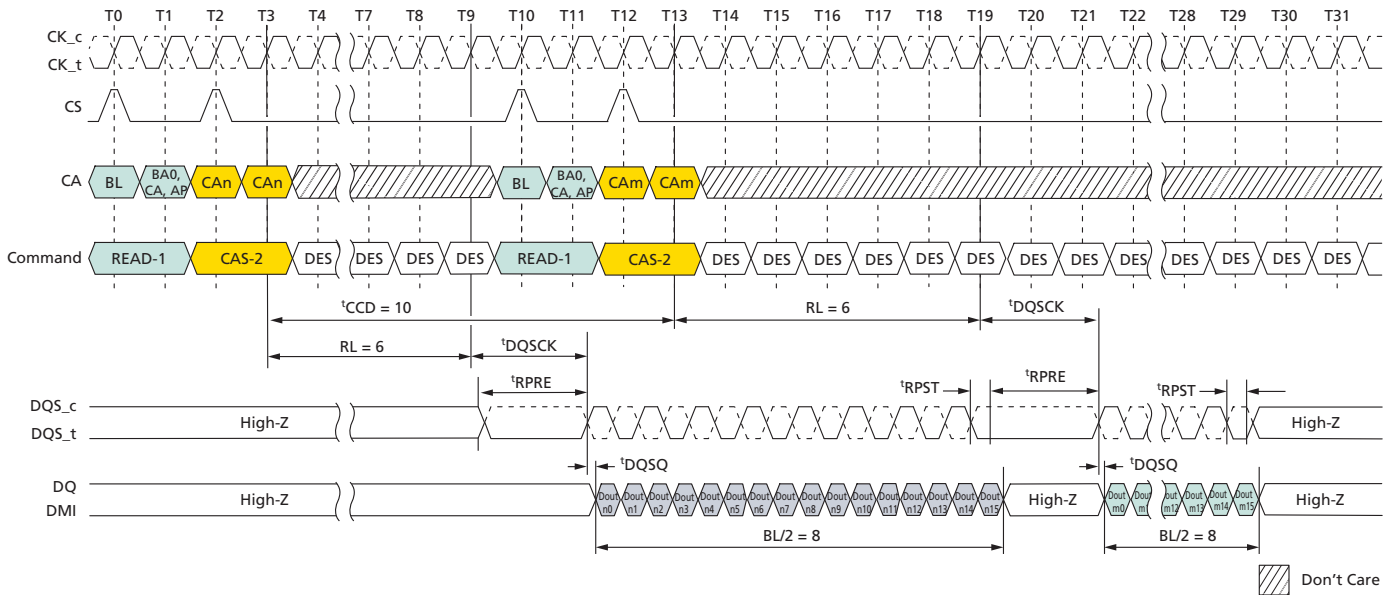 T0 T1 T2 T3 T4 T7 T8 T9 T10 T11 T12 T13 T14 T15 T16 T17 T18 T19 T20 T21 T22 T28 T29 T30 T31
CK_c
CK_t
CS
CA BL BA0, CA, AP CAn CAn BL BA0, CA, AP CAm CAm
Command READ-1 CAS-2 DES DES DES DES READ-1 CAS-2 DES DES DES DES DES DES DES DES DES DES DES DES DES
tCCD = 10 RL = 6 tDQSCK
RL = 6 tDQSCK
tRPRE tRPST tRPRE tRPST
DQS_c
DQS_t
High-Z High-Z
tDQSQ tDQSQ
DQ
DMI
High-Z Dout n0 Dout n1 Dout n2 Dout n3 Dout n4 Dout n5 Dout n6 Dout n7 Dout n8 Dout n9 Dout n10 Dout n11 Dout n12 Dout n13 Dout n14 Dout n15 High-Z Dout m0 Dout m1 Dout m12 Dout m13 Dout m14 Dout m15 High-Z
BL/2 = 8 BL/2 = 8
Don't Care